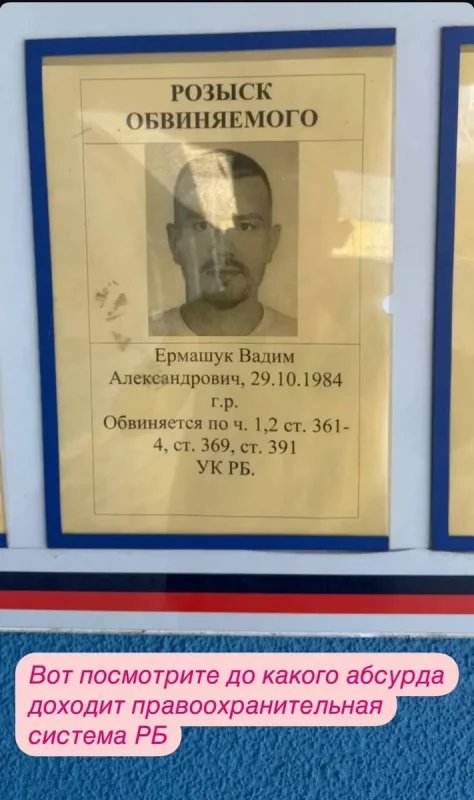 РОЗЫСК
ОБВИНЯЕМОГО
Ермашук Вадим
Александрович, 29.10.1984
г.р.
Обвиняется по ч. 1,2 ст. 361-
4, ст. 369, ст. 391
УК РБ.
Вот посмотрите до какого абсурда
доходит правоохранительная
система РБ